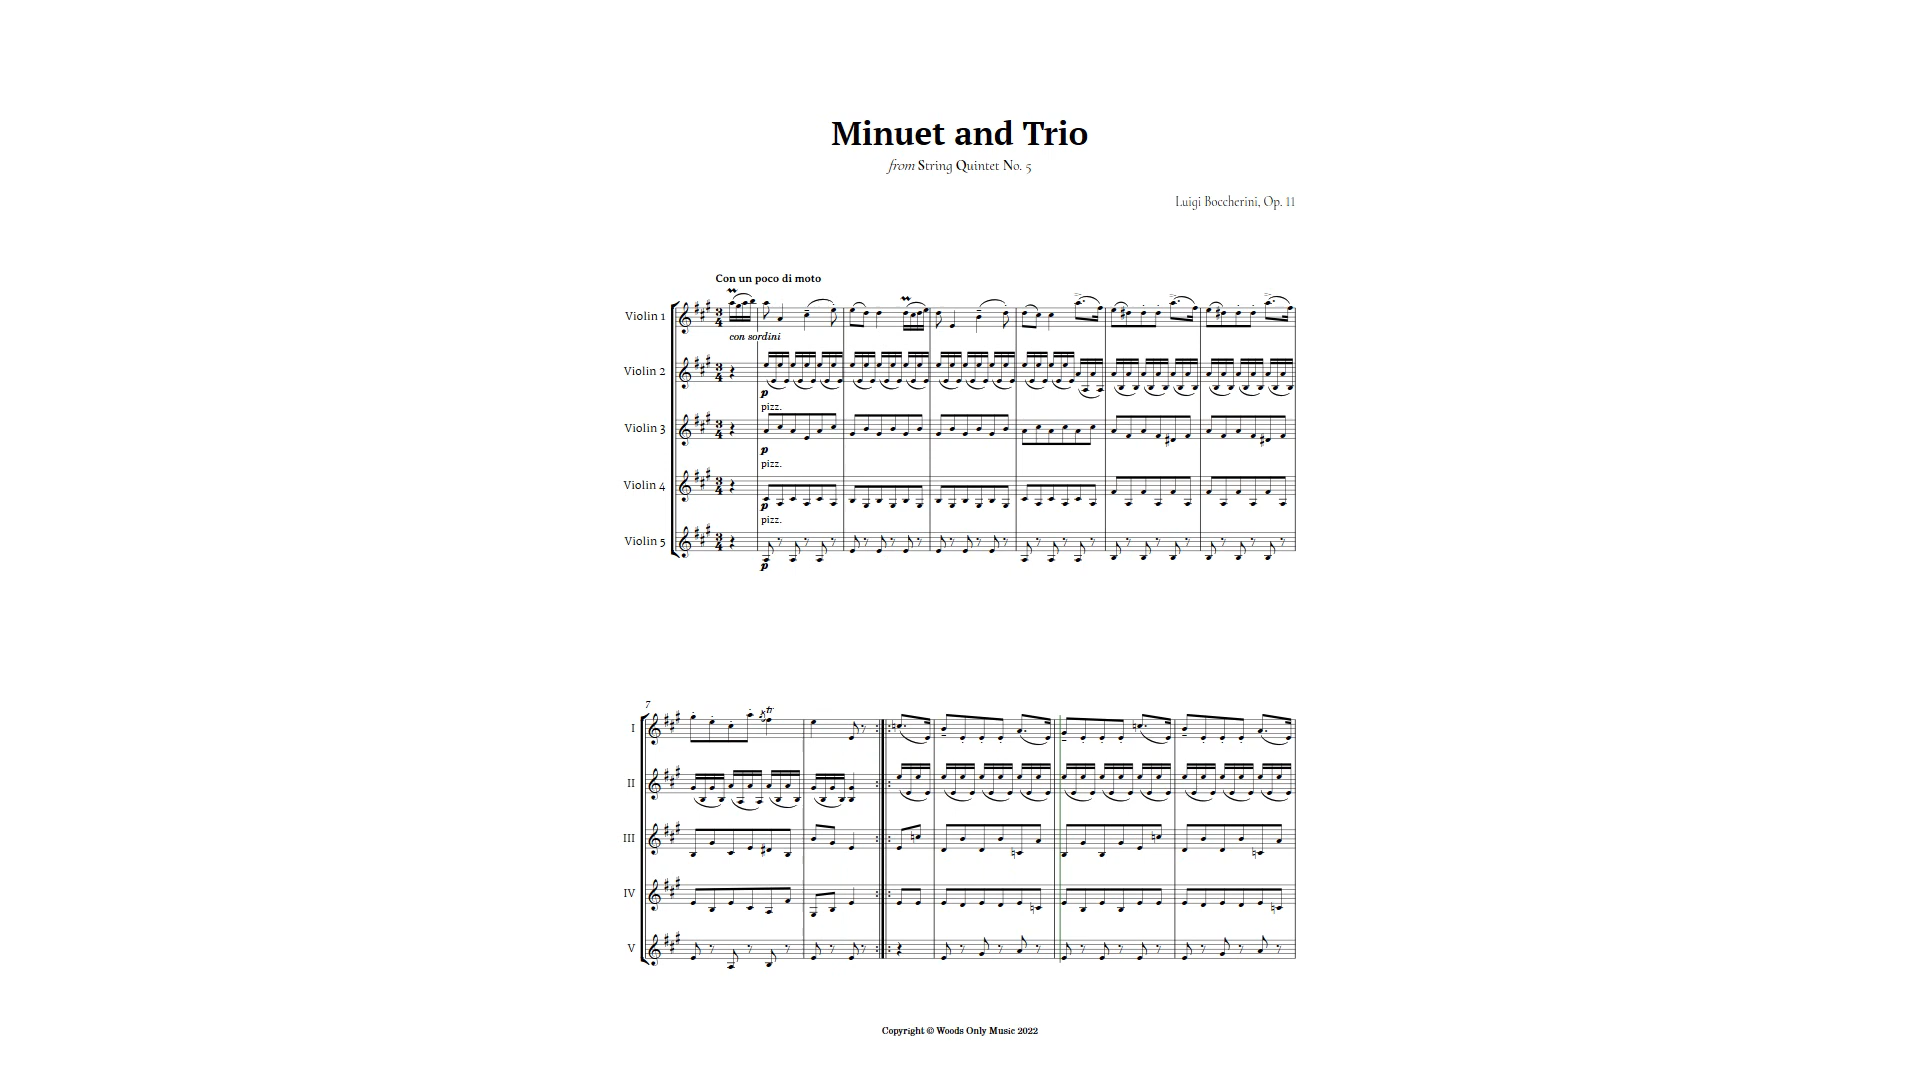 Minuet and Trio
from String Quintet No. 5
Luigi Boccherini, Op. 11
Con un poco di moto
Violin 1
con sordini
Violin 2
p
pizz.
Violin 3
p
pizz.
Violin 4
p
pizz.
Violin 5
p
7
tr
I
II
III
IV
V
Copyright © Woods Only Music 2022